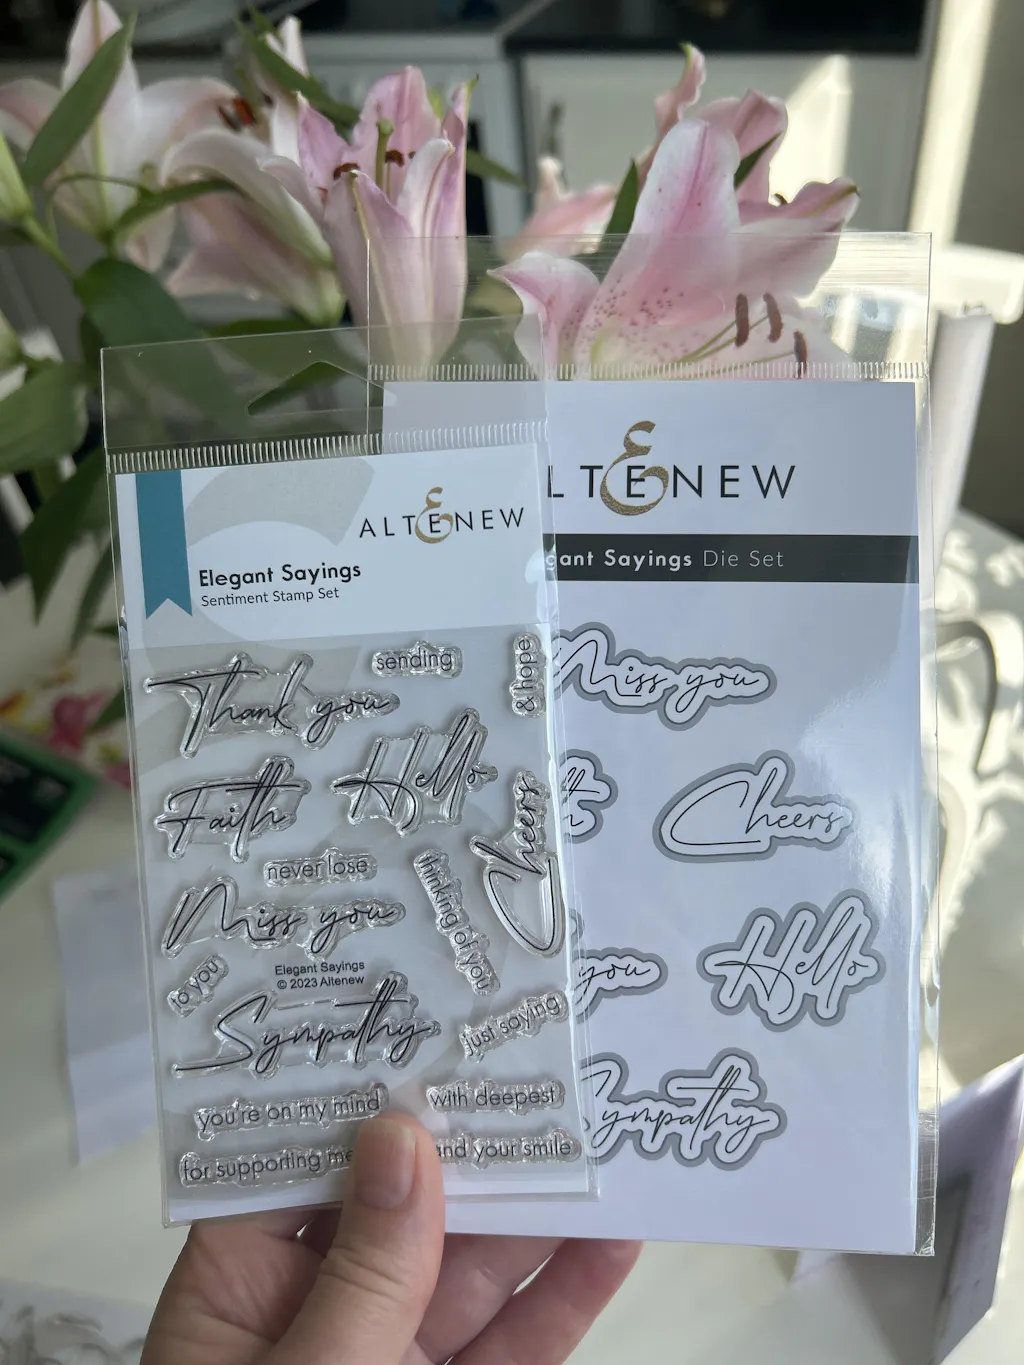 ALTENEW
Elegant Sayings
Sentiment Stamp Set
Thank you
sending
& hope
Faith
Hello
Cheers
never lose
thinking of you
Miss you
to you
Elegant Sayings
© 2023 Altenew
Sympathy
just saying
you're on my mind
with deepest
for supporting me
and your smile
LTENEW
gant Sayings Die Set
Miss you
Cheers
you
Hello
Sympathy